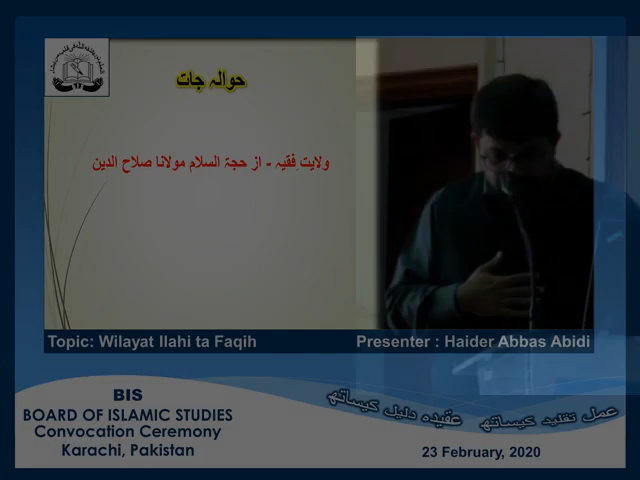 حوالہ جات
ولایت فقیہ - از حجۃ السلام مولانا صلاح الدین
Topic: Wilayat Ilahi ta Faqih
Presenter : Haider Abbas Abidi
BIS
BOARD OF ISLAMIC STUDIES
Convocation Ceremony
Karachi, Pakistan
عمل تقلید کیساتھ عقیدہ دلیل کیساتھ
23 February, 2020